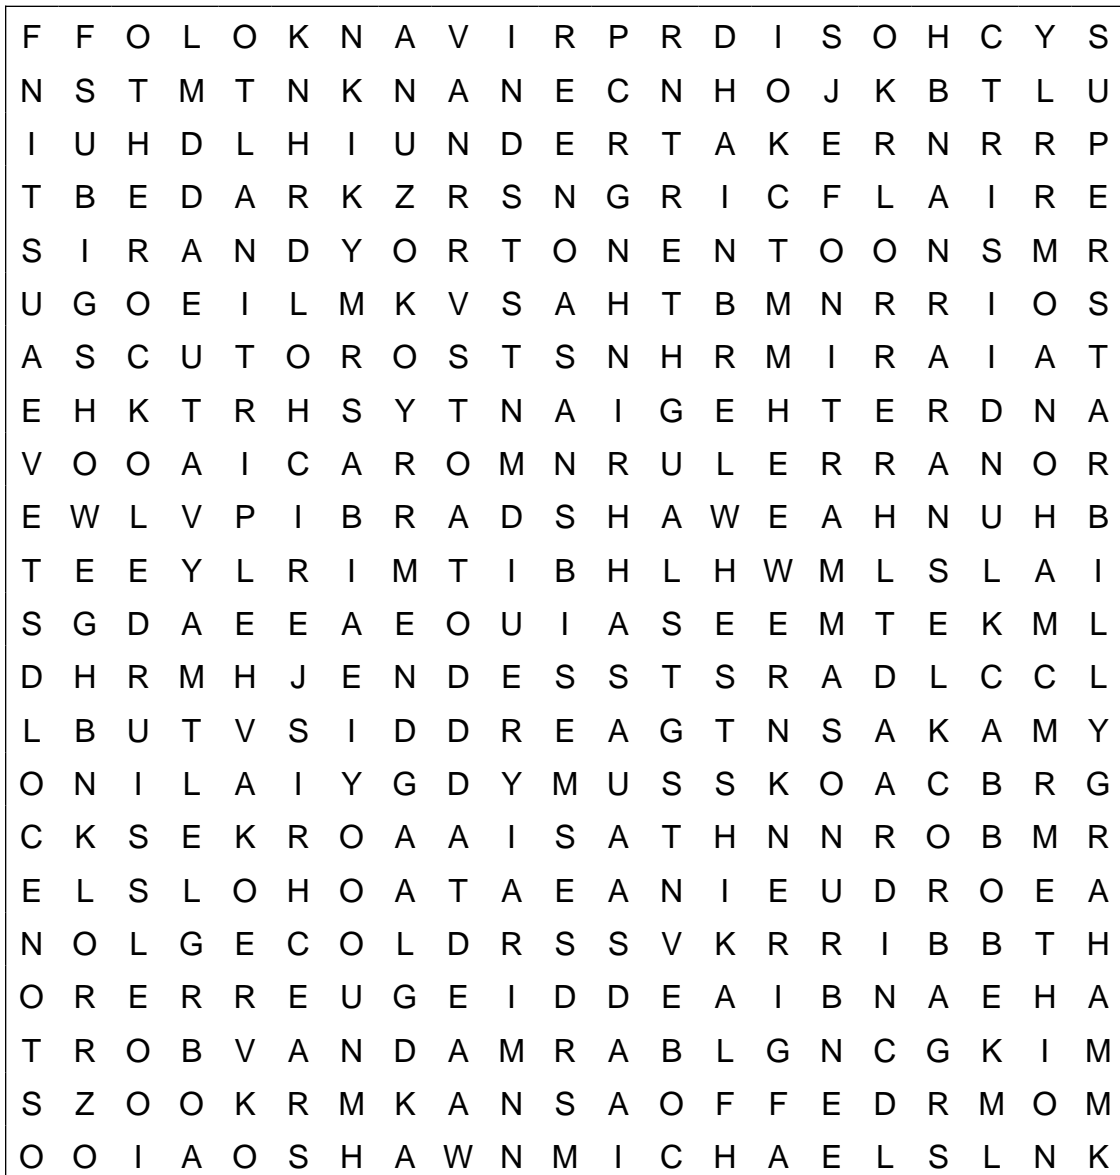 F F O L O K N A V I R P R D I S O H C Y S
N S T M T N K N A N E C N H O J K B T L U
I U H D L H I U N D E R T A K E R N R R P
T B E D A R K Z R S N G R I C F L A I R E
S I R A N D Y O R T O N E N T O O N S M R
U G O E I L M K V S A H T B M N R R I O S
A S C U T O R O S T S N H R M I R A I A T
E H K T R H S Y T N A I G E H T E R D N A
V O O A I C A R O M N R U L E R R A N O R
E W L V P I B R A D S H A W E A H N U H B
T E E Y L R I M T I B H L H W M L S L A I
S G D A E E A E O U I A S E E M T E K M L
D H R M H J E N D E S S T S R A D L C C L
L B U T V S I D D R E A G T N S A K A M Y
O N I L A I Y G D Y M U S S K O A C B R G
C K S E K R O A A I S A T H N N R O B M R
E L S L O H O A T A E A N I E U D R O E A
N O L G E C O L D R S S V K R R I B B T H
O R E R R E U G E I D D E A I B N A E H A
T R O B V A N D A M R A B L G N C G K I M
S Z O O K R M K A N S A O F F E D R M O M
O O I A O S H A W N M I C H A E L S L N K